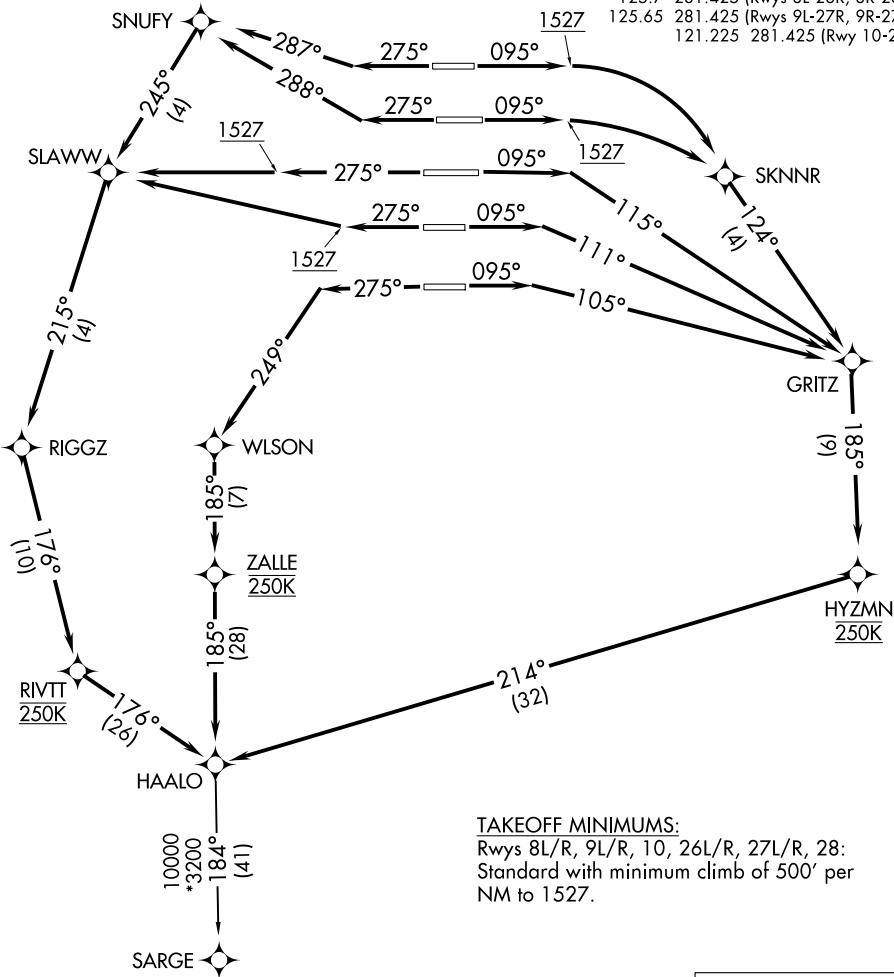 125.65 281.425 (Rwys 9L-27R, 9R-2
121.225 281.425 (Rwy 10-2
SNUFY
1527
287°
275°
095°
288°
275°
095°
245°
(4)
1527
1527
SLAWW
275°
095°
SKNNR
115°
124°
(4)
275°
095°
1527
111°
275°
095°
105°
215°
(4)
249°
GRITZ
RIGGZ
WLSON
185°
(9)
185°
(7)
176°
(10)
ZALLE
250K
HYZMN
250K
185°
(28)
214°
(32)
RIVTT
250K
176°
(26)
HAALO
10000
*3200
184°
(41)
SARGE
TAKEOFF MINIMUMS:
Rwys 8L/R, 9L/R, 10, 26L/R, 27L/R, 28:
Standard with minimum climb of 500' per
NM to 1527.